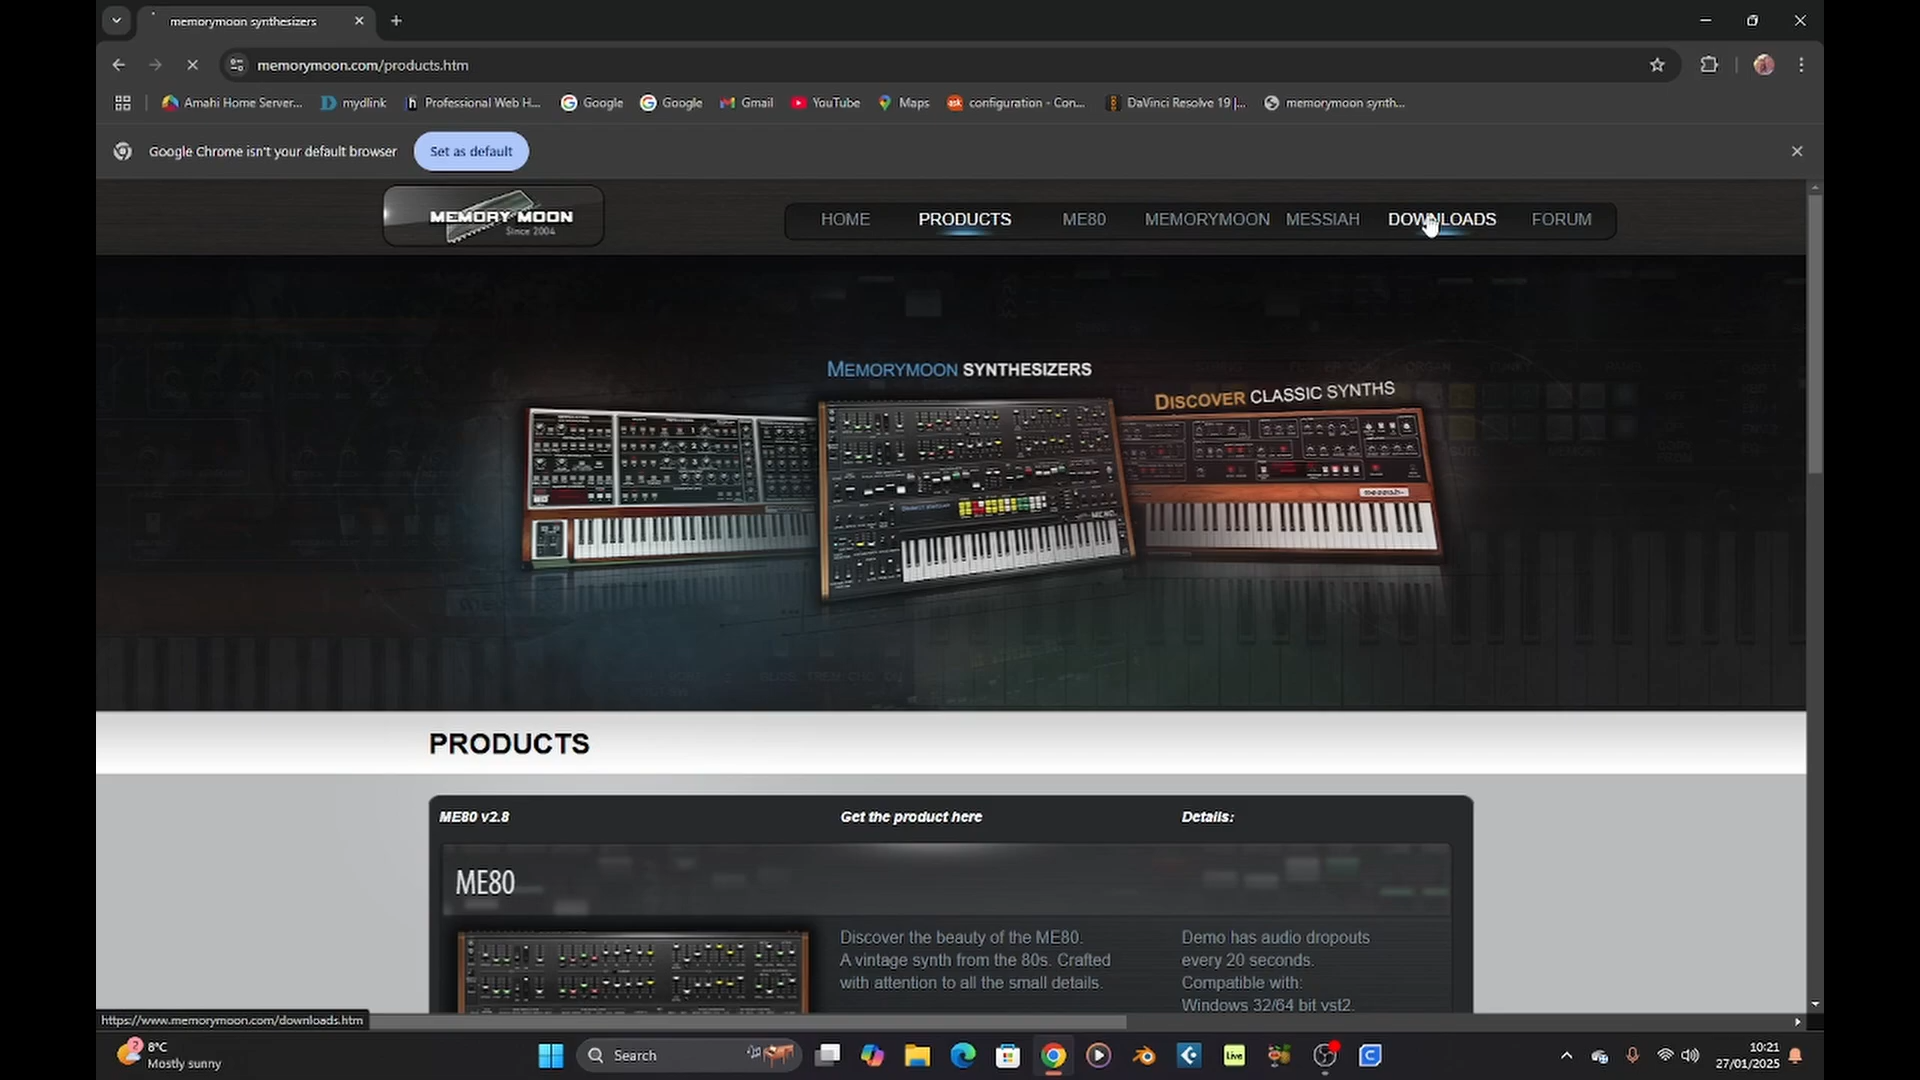 memorymoon synthesizers
memorymoon.com/products.htm
Amahi Home Server...
mydlink
Professional Web H...
Google
Google
Gmail
YouTube
Maps
configuration - Con...
DaVinci Resolve 19 |...
memorymoon synth...
Google Chrome isn't your default browser
Set as default
MEMORY MOON
Since 2004
HOME
PRODUCTS
ME80
MEMORYMOON
MESSIAH
DOWNLOADS
FORUM
MEMORYMOON SYNTHESIZERS
DISCOVER CLASSIC SYNTHS
PRODUCTS
ME80 v2.8
Get the product here
Details:
ME80
Discover the beauty of the ME80.
A vintage synth from the 80s. Crafted
with attention to all the small details.
Demo has audio dropouts
every 20 seconds.
Compatible with:
Windows 32/64 bit vst2.
https://www.memorymoon.com/downloads.htm
8°C
Mostly sunny
Search
10:21
27/01/2025